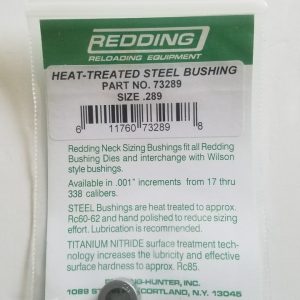 REDDING
RELOADING EQUIPMENT
HEAT-TREATED STEEL BUSHING
PART NO. 73289
SIZE .289
6 11760 73289 8
Redding Neck Sizing Bushings fit all Redding
Bushing Dies and interchange with Wilson
style bushings.
Available in .001" increments from 17 thru
338 calibers.
STEEL Bushings are heat treated to approx.
Rc60-62 and hand polished to reduce sizing
effort. Lubrication is recommended.
TITANIUM NITRIDE surface treatment tech-
nology increases the lubricity and effective
surface hardness to approx. Rc85.
-HUNTER, INC.
1089 CORTLAND, N.Y. 13045